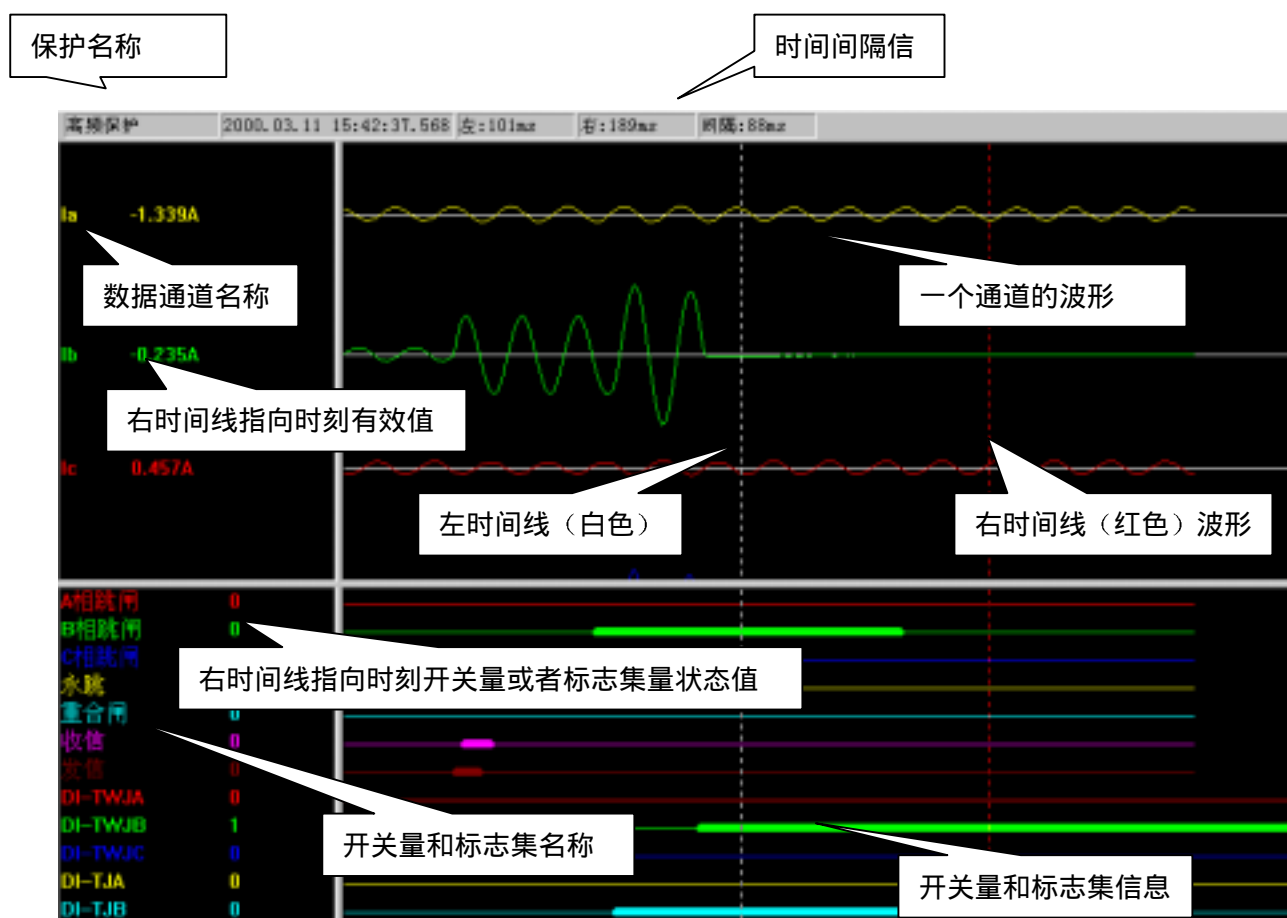 保护名称
时间间隔信
高频保护 2000.03.11 15:42:37.568 左:101ms 右:189ms 间隔:88ms
Ia -1.339A
数据通道名称
一个通道的波形
Ib -0.235A
右时间线指向时刻有效值
Ic 0.457A
左时间线（白色）
右时间线（红色）波形
A相跳闸 0
B相跳闸 0
C相跳闸
右时间线指向时刻开关量或者标志集量状态值
永跳
重合闸 0
收信 0
发信 0
DI-TWJA 0
DI-TWJB 1
开关量和标志集名称
DI-TWJC 0
开关量和标志集信息
DI-TJA 0
DI-TJB 0